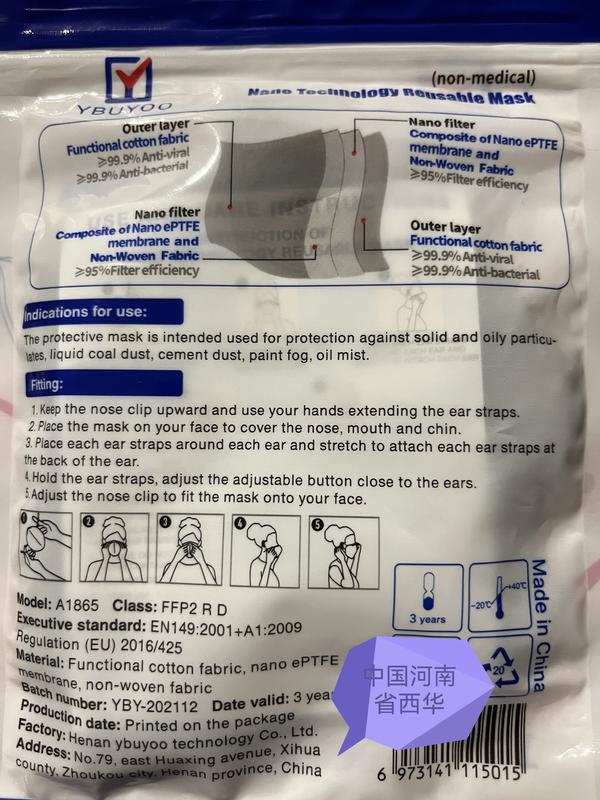 YBUYOO
(non-medical)
Nano Technology Reusable Mask
Outer layer
Functional cotton fabric
≥99.9% Anti-viral
≥99.9% Anti-bacterial
Nano filter
Composite of Nano ePTFE
membrane and
Non-Woven Fabric
≥95%Filter efficiency
Nano filter
Composite of Nano ePTFE
membrane and
Non-Woven Fabric
≥95%Filter efficiency
Outer layer
Functional cotton fabric
≥99.9% Anti-viral
≥99.9% Anti-bacterial
Indications for use:
The protective mask is intended used for protection against solid and oily particu-
lates, liquid coal dust, cement dust, paint fog, oil mist.
Fitting:
1.Keep the nose clip upward and use your hands extending the ear straps.
2.Place the mask on your face to cover the nose, mouth and chin.
3.Place each ear straps around each ear and stretch to attach each ear straps at
the back of the ear.
4.Hold the ear straps, adjust the adjustable button close to the ears.
5.Adjust the nose clip to fit the mask onto your face.
1 2 3 4 5
Model: A1865 Class: FFP2 R D
Executive standard: EN149:2001+A1:2009
Regulation (EU) 2016/425
Material: Functional cotton fabric, nano ePTFE
membrane, non-woven fabric
Batch number: YBY-202112 Date valid: 3 year
Production date: Printed on the package
Factory: Henan ybuyoo technology Co., Ltd.
Address: No.79, east Huaxing avenue, Xihua
county, Zhoukou city, Henan province, China
3 years
-20℃ +40℃
20
Made in China
中国河南
省西华
6 973141 115015